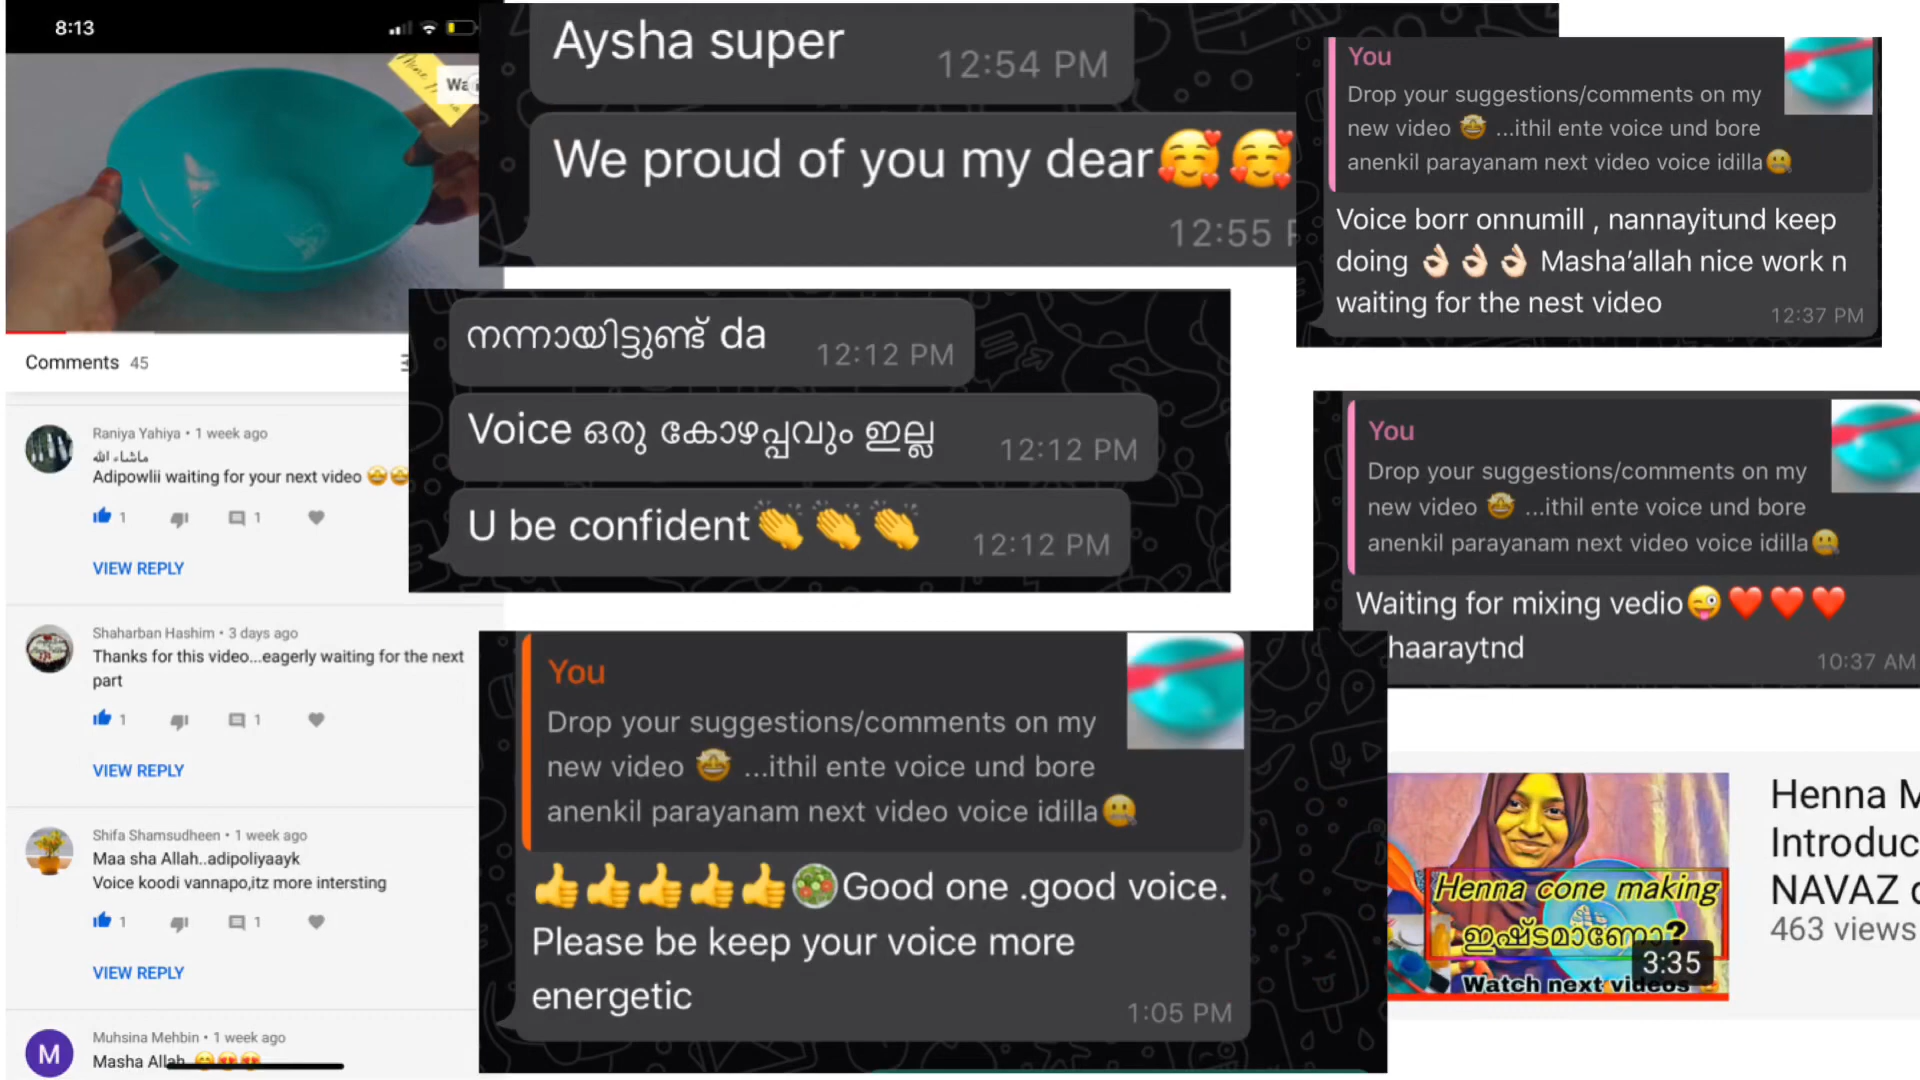 8:13
Comments 45
Raniya Yahiya • 1 week ago
ماشاء الله
Adipowlii waiting for your next video 🤩🤩
1
1
VIEW REPLY
Shaharban Hashim • 3 days ago
Thanks for this video...eagerly waiting for the next
part
1
1
VIEW REPLY
Shifa Shamsudheen • 1 week ago
Maa sha Allah..adipoliyaayk
Voice koodi vannapo,itz more intersting
1
1
VIEW REPLY
M
Muhsina Mehbin • 1 week ago
Masha Allah
Aysha super
12:54 PM
We proud of you my dear🥰🥰
12:55
നന്നായിട്ടുണ്ട് da
12:12 PM
Voice ഒരു കോഴപ്പവും ഇല്ല
12:12 PM
U be confident👏👏👏
12:12 PM
You
Drop your suggestions/comments on my
new video 🤩 ...ithil ente voice und bore
anenkil parayanam next video voice idilla🤐
👍👍👍👍👍🥗Good one .good voice.
Please be keep your voice more
energetic
1:05 PM
You
Drop your suggestions/comments on my
new video 🤩 ...ithil ente voice und bore
anenkil parayanam next video voice idilla🤐
Voice borr onnumill , nannayitund keep
doing 👌🏻👌🏻👌🏻 Masha’allah nice work n
waiting for the nest video
12:37 PM
You
Drop your suggestions/comments on my
new video 🤩 ...ithil ente voice und bore
anenkil parayanam next video voice idilla🤐
Waiting for mixing vedio😜❤️❤️❤️
haaraytnd
10:37 AM
Henna cone making
ഇഷ്ടമാണോ?
3:35
Watch next videos
Henna M
Introduc
NAVAZ
463 views